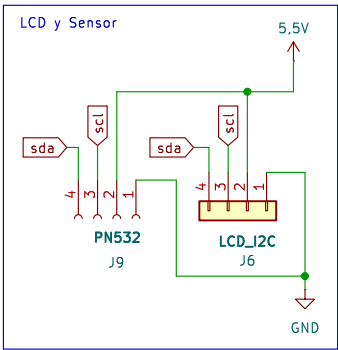 LCD y Sensor
5,5V
scl
scl
sda
sda
4
3
2
1
4
3
2
1
PN532
LCD_I2C
J9
J6
GND